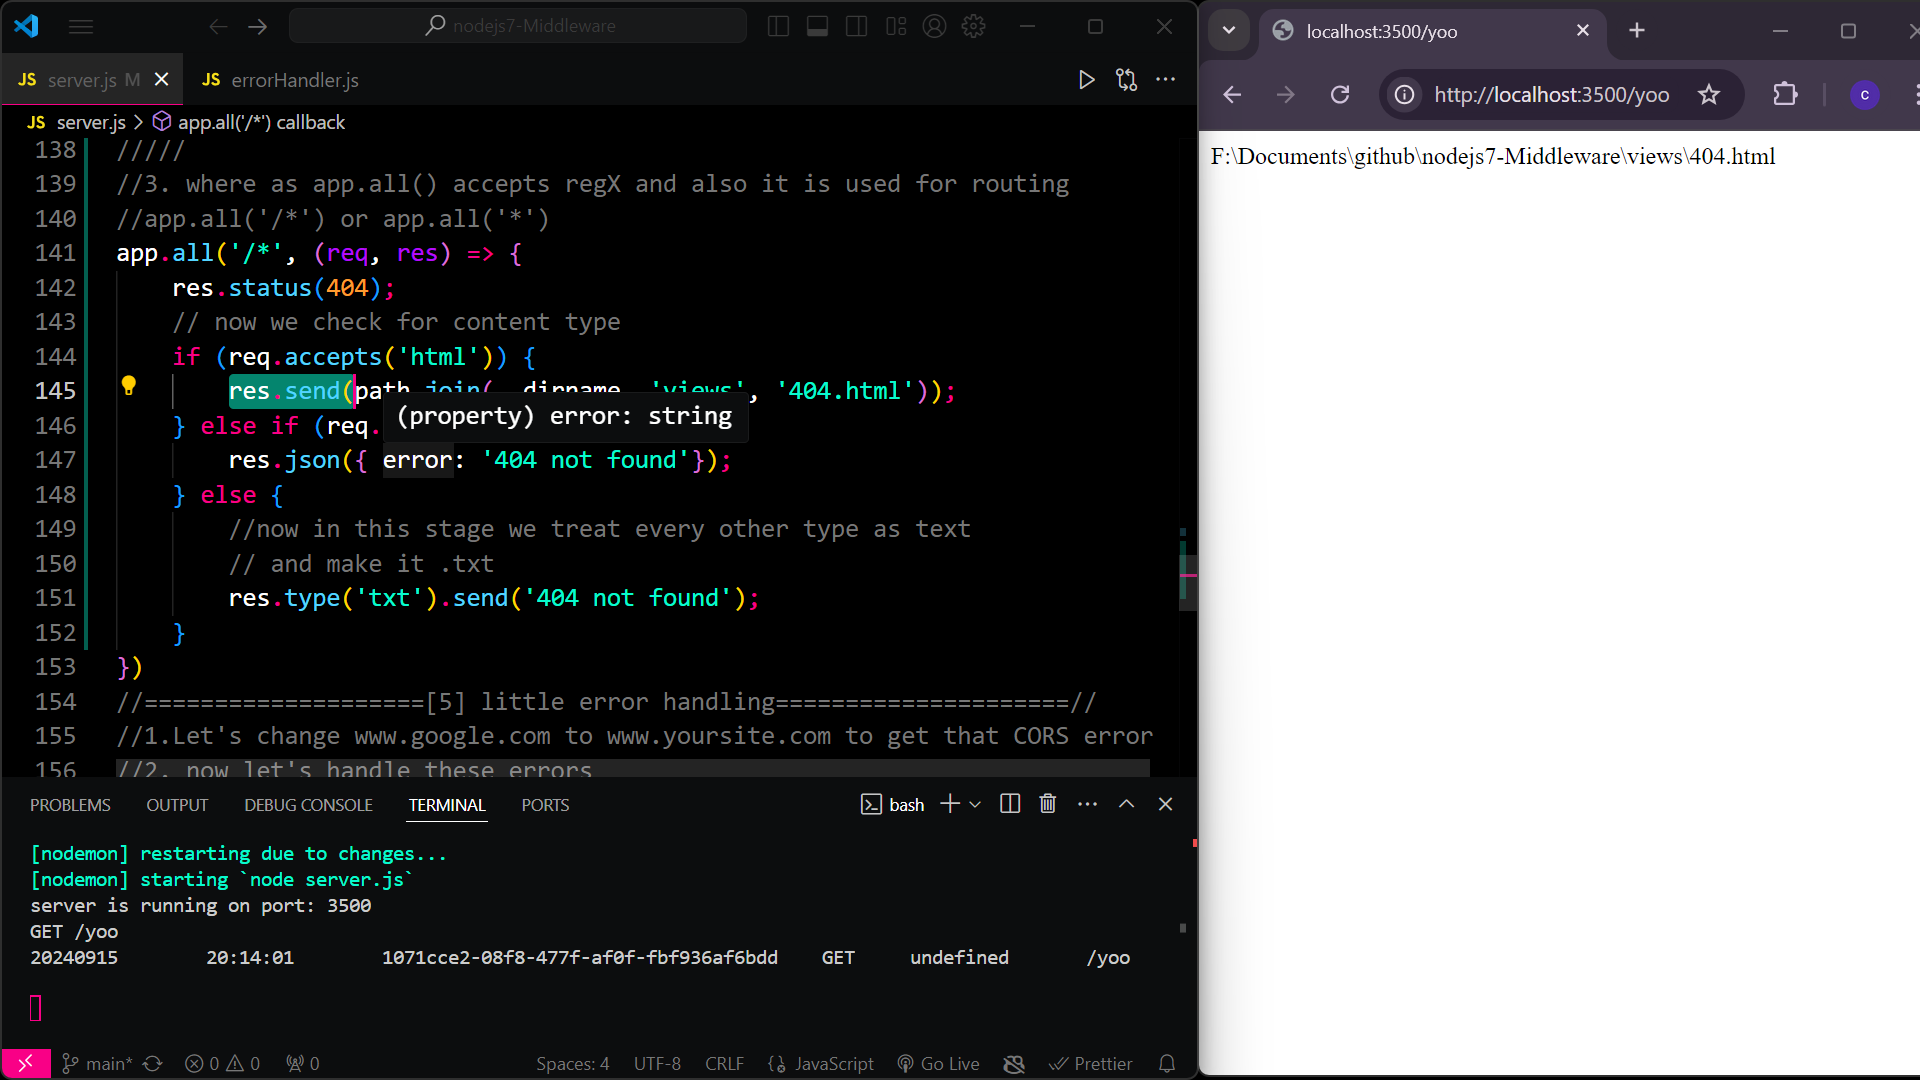 nodejs7-Middleware
JS server.js M
JS errorHandler.js
JS server.js > app.all('/*') callback
138 /////
139 //3. where as app.all() accepts regX and also it is used for routing
140 //app.all('/*') or app.all('*')
141 app.all('/*', (req, res) => {
142 res.status(404);
143 // now we check for content type
144 if (req.accepts('html')) {
145 res.send(path.join(__dirname, 'views', '404.html'));
(property) error: string
146 } else if (req.
147 res.json({ error: '404 not found'});
148 } else {
149 //now in this stage we treat every other type as text
150 // and make it .txt
151 res.type('txt').send('404 not found');
152 }
153 })
154 //====================[5] little error handling=====================//
155 //1.Let's change www.google.com to www.yoursite.com to get that CORS error
156 //2. now let's handle these errors
PROBLEMS OUTPUT DEBUG CONSOLE TERMINAL PORTS
bash
[nodemon] restarting due to changes...
[nodemon] starting `node server.js`
server is running on port: 3500
GET /yoo
20240915 20:14:01 1071cce2-08f8-477f-af0f-fbf936af6bdd GET undefined /yoo
main* 0 0 0 Spaces: 4 UTF-8 CRLF {} JavaScript Go Live Prettier
localhost:3500/yoo
http://localhost:3500/yoo
c
F:\Documents\github\nodejs7-Middleware\views\404.html